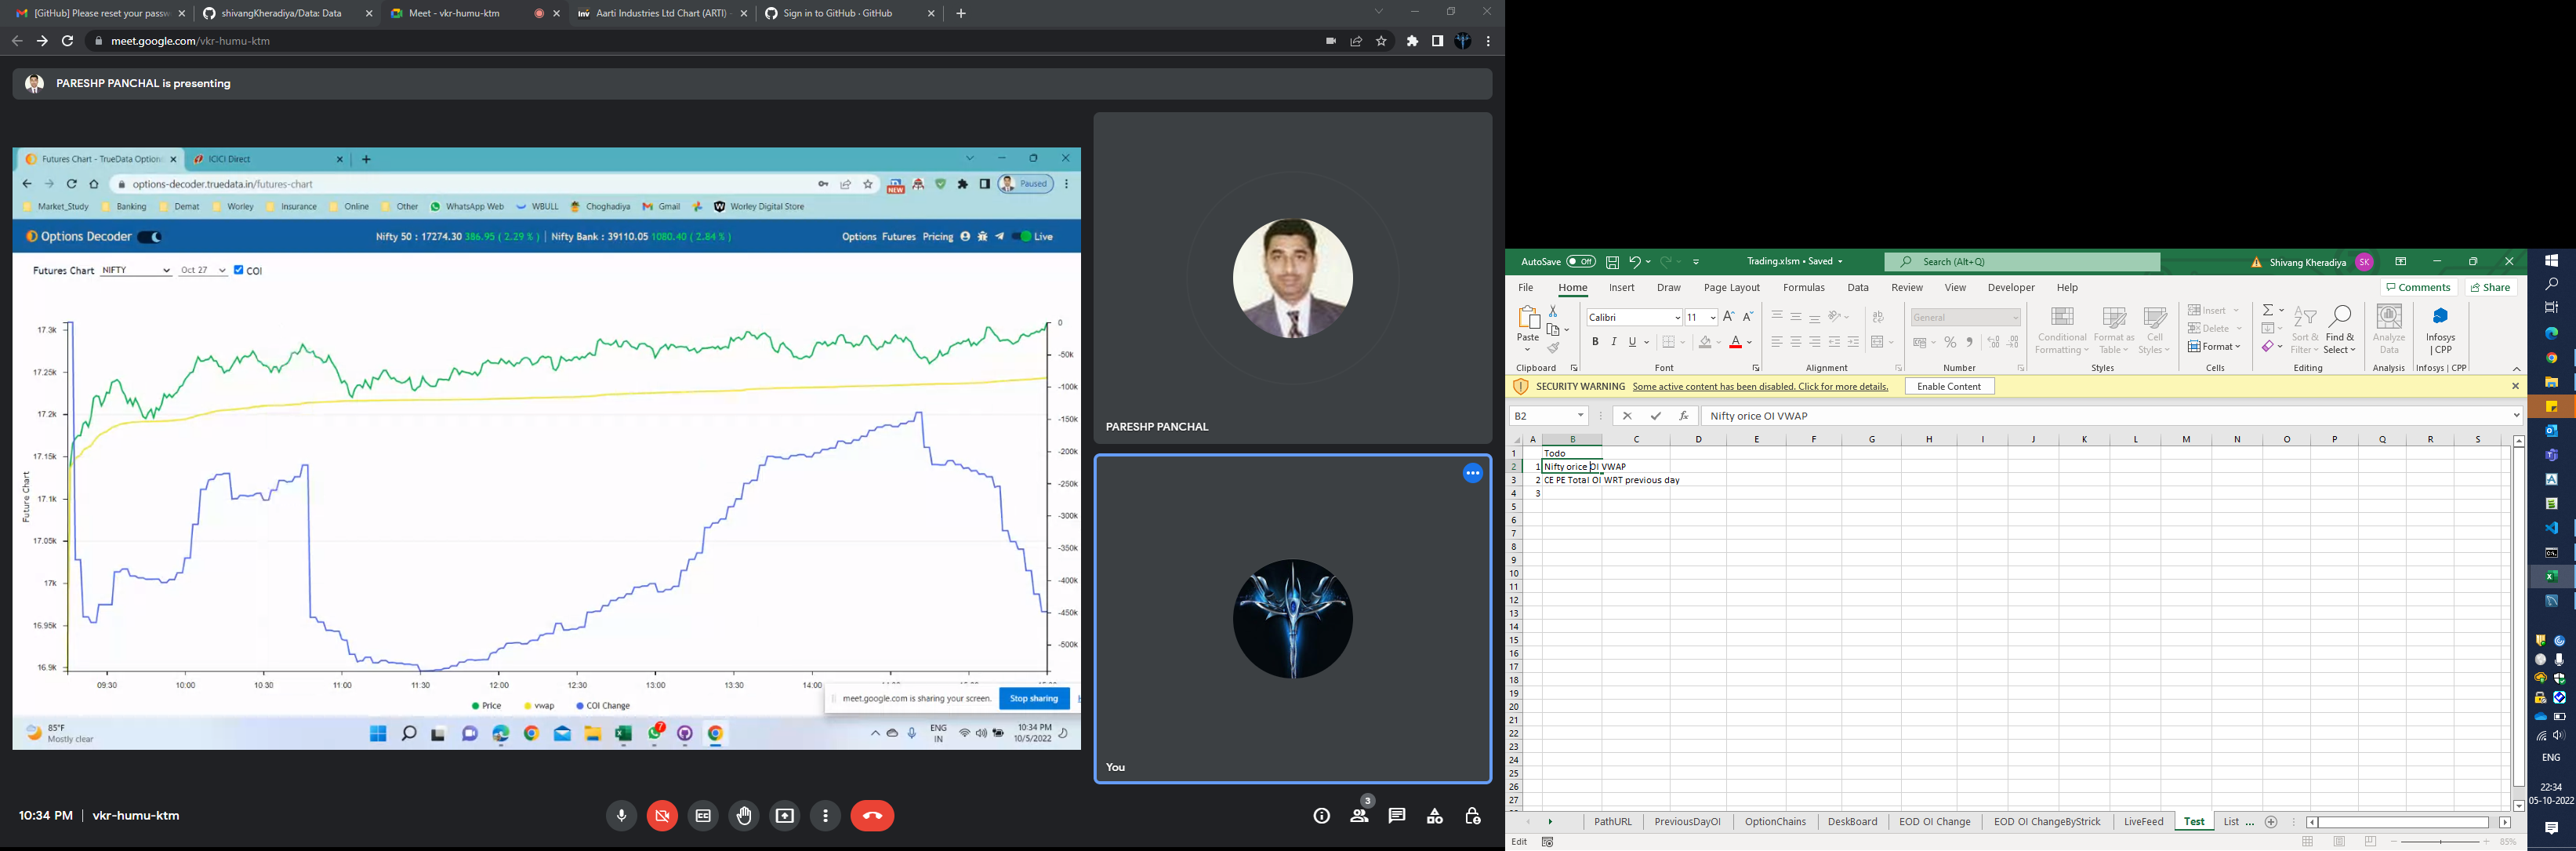 [GitHub] Please reset your passw
shivangKheradiya/Data: Data
Meet - vkr-humu-ktm
Aarti Industries Ltd Chart (ARTI)
Sign in to GitHub · GitHub
meet.google.com/vkr-humu-ktm
PARESHP PANCHAL is presenting
Futures Chart - TrueData Option
ICICI Direct
options-decoder.truedata.in/futures-chart
NEW
Paused
Market_Study Banking Demat Worley Insurance Online Other WhatsApp Web WBULL Choghadiya Gmail Worley Digital Store
Options Decoder
Nifty 50 : 17274.30 386.95 ( 2.29 % ) | Nifty Bank : 39110.05 1080.40 ( 2.84 % )
Options Futures Pricing Live
Futures Chart NIFTY Oct 27 COI
17.3k
17.25k
17.2k
17.15k
17.1k
17.05k
17k
16.95k
16.9k
Future Chart
0
-50k
-100k
-150k
-200k
-250k
-300k
-350k
-400k
-450k
-500k
09:30 10:00 10:30 11:00 11:30 12:00 12:30 13:00 13:30 14:00
Price vwap COI Change
meet.google.com is sharing your screen. Stop sharing
85°F
Mostly clear
7
ENG
IN
10:34 PM
10/5/2022
PARESHP PANCHAL
You
10:34 PM | vkr-humu-ktm
3
AutoSave Off
Trading.xlsm • Saved
Search (Alt+Q)
Shivang Kheradiya SK
File Home Insert Draw Page Layout Formulas Data Review View Developer Help
Comments Share
Paste
Clipboard
Calibri 11
B I U
Font
Alignment
General
Number
Conditional Formatting
Format as Table
Cell Styles
Styles
Insert
Delete
Format
Cells
Sort & Filter
Find & Select
Editing
Analyze Data
Analysis
Infosys | CPP
Infosys | CPP
SECURITY WARNING Some active content has been disabled. Click for more details. Enable Content
B2 fx Nifty orice OI VWAP
A B C D E F G H I J K L M N O P Q R S
1 Todo
2 1 Nifty orice OI VWAP
3 2 CE PE Total OI WRT previous day
4 3
5
6
7
8
9
10
11
12
13
14
15
16
17
18
19
20
21
22
23
24
25
26
27
PathURL PreviousDayOI OptionChains DeskBoard EOD OI Change EOD OI ChangeByStrick LiveFeed Test List ...
Edit
85%
ENG
22:34
05-10-2022